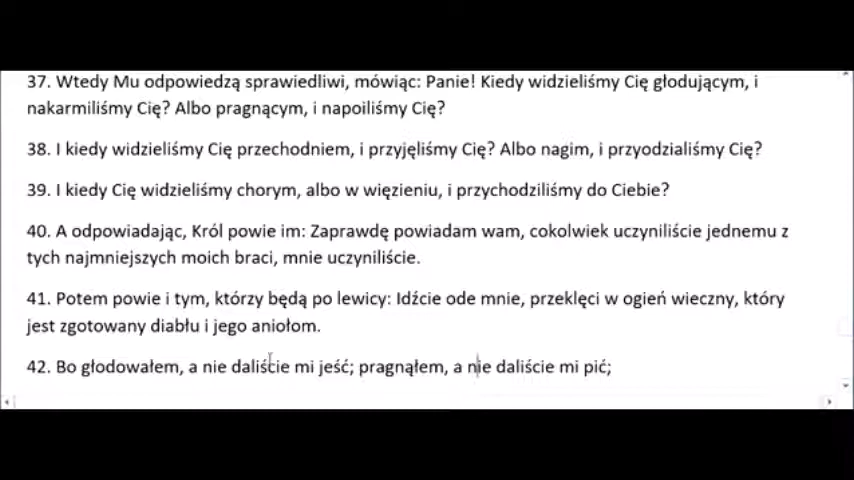 37. Wtedy Mu odpowiedzą sprawiedliwi, mówiąc: Panie! Kiedy widzieliśmy Cię głodującym, i
nakarmiliśmy Cię? Albo pragnącym, i napoiliśmy Cię?
38. I kiedy widzieliśmy Cię przechodniem, i przyjęliśmy Cię? Albo nagim, i przyodzialiśmy Cię?
39. I kiedy Cię widzieliśmy chorym, albo w więzieniu, i przychodziliśmy do Ciebie?
40. A odpowiadając, Król powie im: Zaprawdę powiadam wam, cokolwiek uczyniliście jednemu z
tych najmniejszych moich braci, mnie uczyniliście.
41. Potem powie i tym, którzy będą po lewicy: Idźcie ode mnie, przeklęci w ogień wieczny, który
jest zgotowany diabłu i jego aniołom.
42. Bo głodowałem, a nie daliście mi jeść; pragnąłem, a nie daliście mi pić;